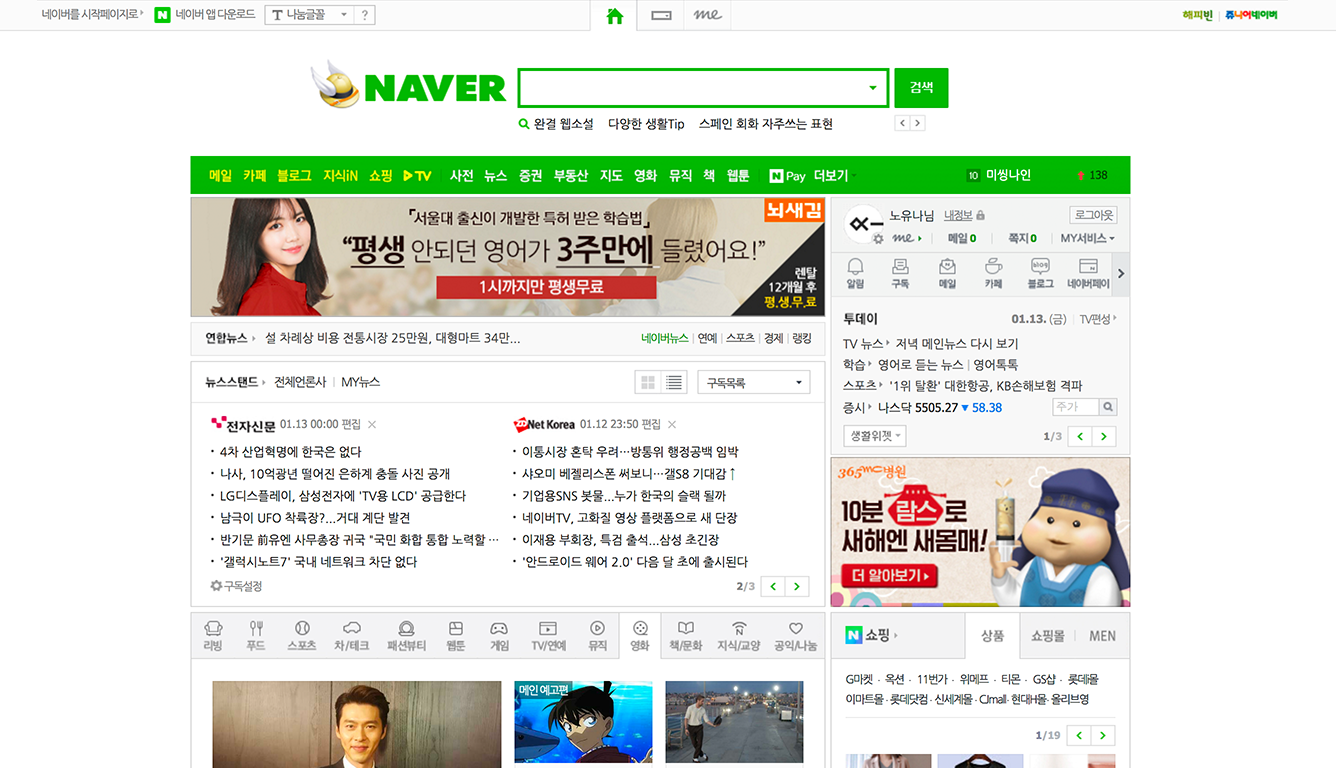 네이버를 시작페이지로
네이버 앱 다운로드
나눔글꼴
?
me
해피빈
쥬니어네이버
NAVER
검색
완결 웹소설 다양한 생활Tip 스페인 회화 자주쓰는 표현
메일 카페 블로그 지식iN 쇼핑 TV 사전 뉴스 증권 부동산 지도 영화 뮤직 책 웹툰 N Pay 더보기
10 미씽나인 138
「서울대 출신이 개발한 특허 받은 학습법」
“평생 안되던 영어가 3주만에 들렸어요!”
1시까지만 평생무료
뇌새김
렌탈
12개월 후
평.생.무.료
노유나님 내정보
로그아웃
me 메일 0 쪽지 0 MY서비스
알림 구독 메일 카페 블로그 네이버페이
투데이 01.13.(금) TV편성
TV 뉴스 저녁 메인뉴스 다시 보기
학습 영어로 듣는 뉴스 영어톡톡
스포츠 '1위 탈환' 대한항공, KB손해보험 격파
증시 나스닥 5505.27 ▼ 58.38 주가
생활위젯 1/3
연합뉴스 설 차례상 비용 전통시장 25만원, 대형마트 34만...
네이버뉴스 연예 스포츠 경제 랭킹
뉴스스탠드 전체언론사 MY뉴스
구독목록
전자신문 01.13 00:00 편집
· 4차 산업혁명에 한국은 없다
· 나사, 10억광년 떨어진 은하계 충돌 사진 공개
· LG디스플레이, 삼성전자에 'TV용 LCD' 공급한다
· 남극이 UFO 착륙장?...거대 계단 발견
· 반기문 前유엔 사무총장 귀국 "국민 화합 통합 노력할 …
· '갤럭시노트7' 국내 네트워크 차단 없다
ZDNet Korea 01.12 23:50 편집
· 이통시장 혼탁 우려…방통위 행정공백 임박
· 샤오미 베젤리스폰 써보니…갤S8 기대감↑
· 기업용SNS 봇물...누가 한국의 슬랙 될까
· 네이버TV, 고화질 영상 플랫폼으로 새 단장
· 이재용 부회장, 특검 출석...삼성 초긴장
· '안드로이드 웨어 2.0' 다음 달 초에 출시된다
구독설정
2/3
365mc병원
10분 람스로
새해엔 새몸매!
더 알아보기
리빙 푸드 스포츠 차/테크 패션뷰티 웹툰 게임 TV/연예 뮤직 영화 책/문화 지식/교양 공익/나눔
메인 예고편
N 쇼핑 상품 쇼핑몰 MEN
G마켓 · 옥션 · 11번가 · 위메프 · 티몬 · GS샵 · 롯데몰
이마트몰 · 롯데닷컴 · 신세계몰 · CJmall · 현대H몰 · 올리브영
1/19